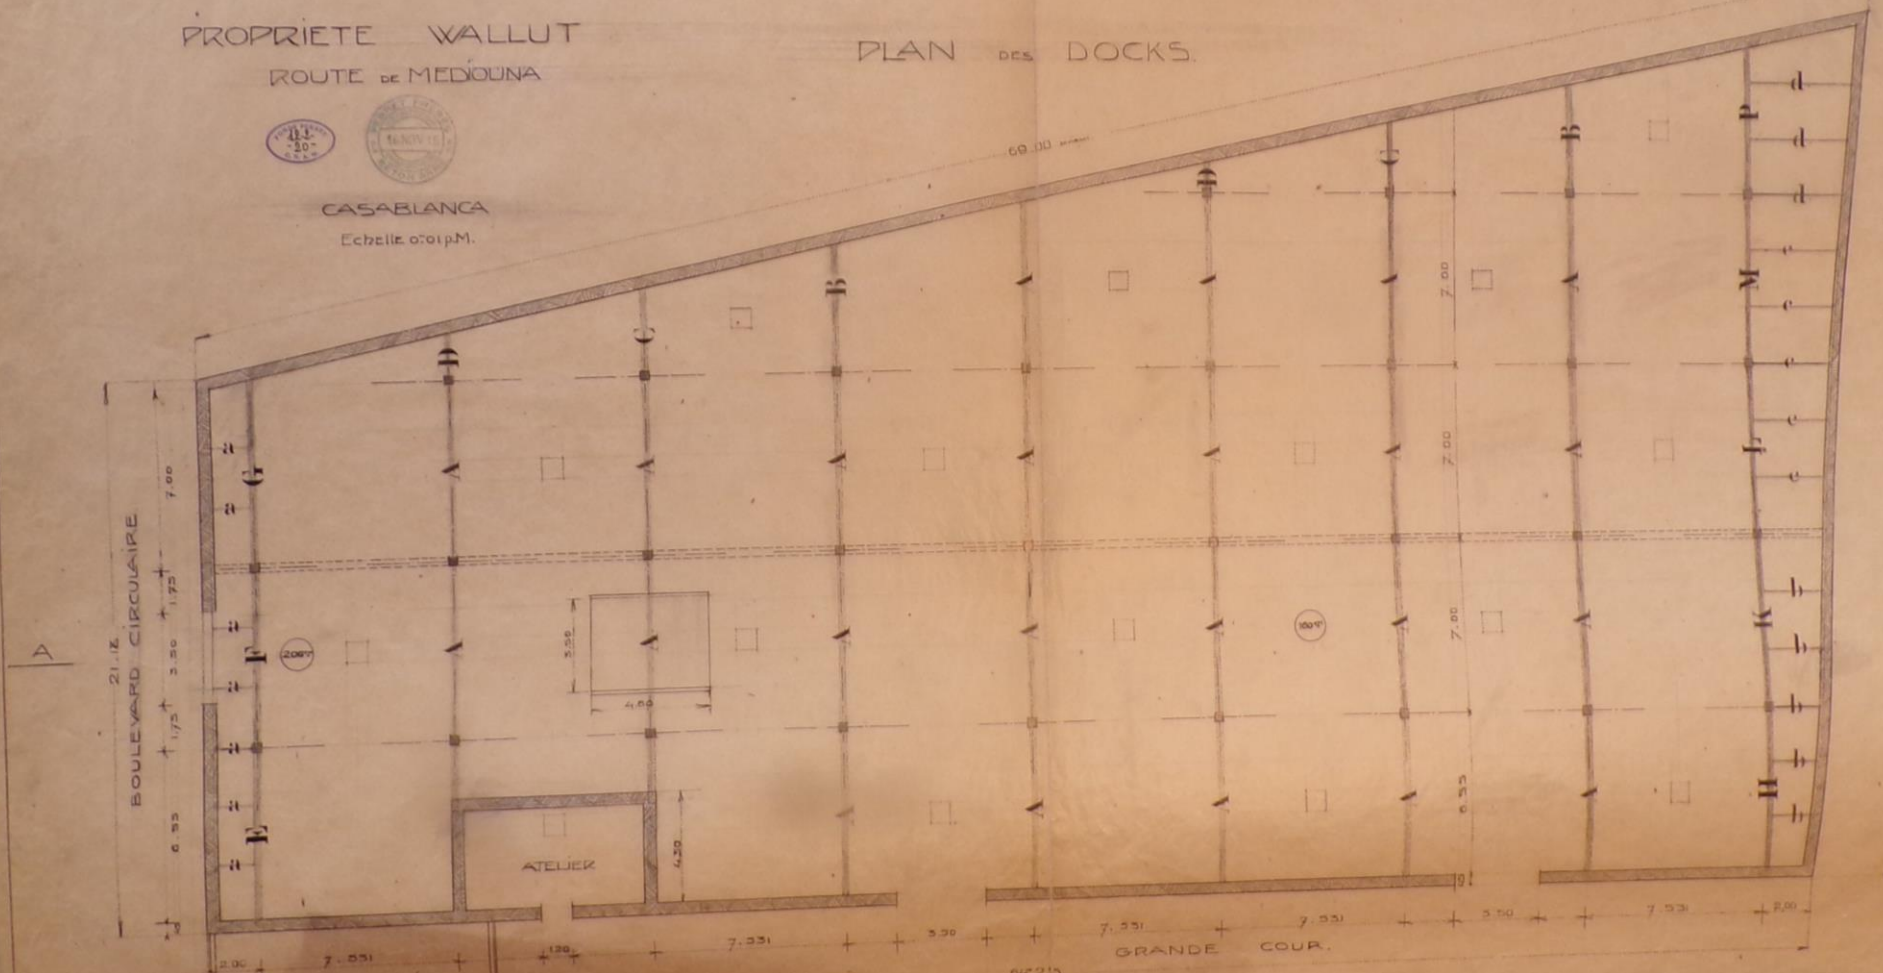 PROPRIETE WALLUT
ROUTE DE MEDIOUNA
CASABLANCA
Echelle 0.01 p.M.
PLAN DES DOCKS.
69.00
d
P
d
d
B
C
D
C
D
B
A
A
A
A
M
7.00
c
c
c
c
c
a
G
a
A
A
A
A
A
A
A
L
7.00
7.00
BOULEVARD CIRCULAIRE
21.18
1.75
3.50
1.75
6.55
A
a
F
a
A
3.50
A
4.60
A
A
A
A
7.00
A
K
b
b
b
b
b
a
a
E
a
ATELIER
4.30
A
A
A
A
6.55
A
H
2.00
7.551
1.20
7.551
3.50
7.551
7.551
3.50
7.551
2.00
GRANDE COUR.